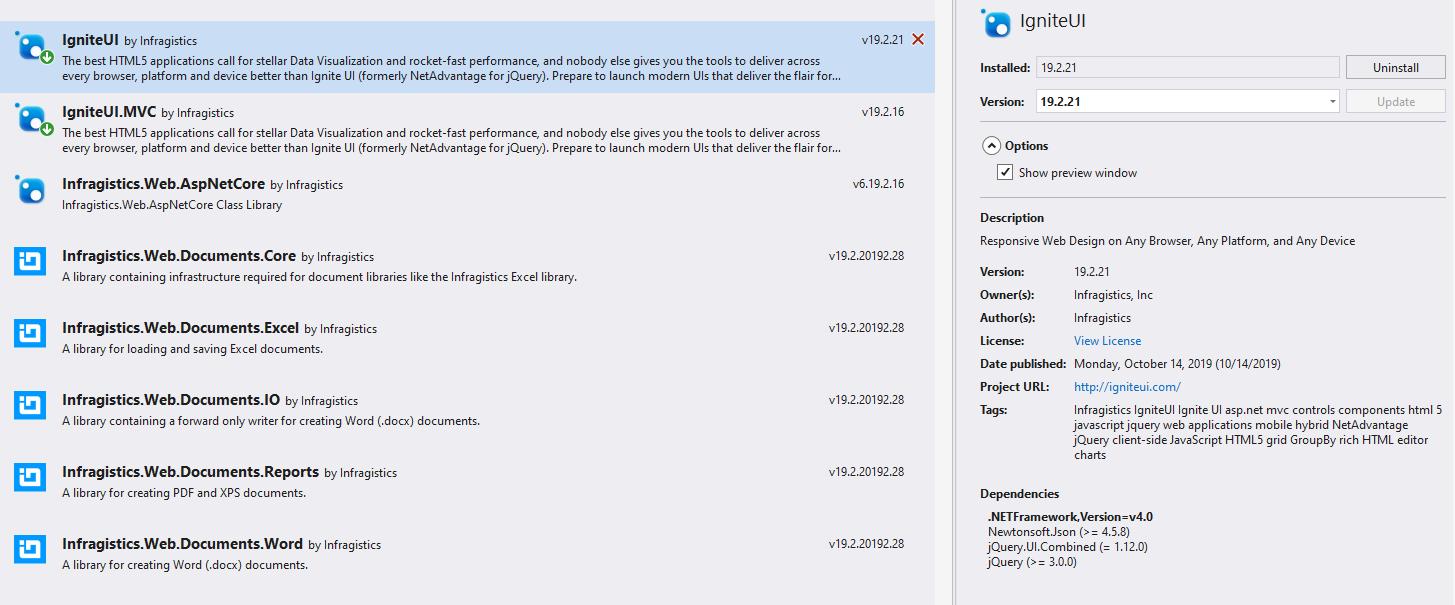 IgniteUI by Infragistics v19.2.21
The best HTML5 applications call for stellar Data Visualization and rocket-fast performance, and nobody else gives you the tools to deliver across
every browser, platform and device better than Ignite UI (formerly NetAdvantage for jQuery). Prepare to launch modern UIs that deliver the flair for...
IgniteUI.MVC by Infragistics v19.2.16
The best HTML5 applications call for stellar Data Visualization and rocket-fast performance, and nobody else gives you the tools to deliver across
every browser, platform and device better than Ignite UI (formerly NetAdvantage for jQuery). Prepare to launch modern UIs that deliver the flair for...
Infragistics.Web.AspNetCore by Infragistics v6.19.2.16
Infragistics.Web.AspNetCore Class Library
Infragistics.Web.Documents.Core by Infragistics v19.2.20192.28
A library containing infrastructure required for document libraries like the Infragistics Excel library.
Infragistics.Web.Documents.Excel by Infragistics v19.2.20192.28
A library for loading and saving Excel documents.
Infragistics.Web.Documents.IO by Infragistics v19.2.20192.28
A library containing a forward only writer for creating Word (.docx) documents.
Infragistics.Web.Documents.Reports by Infragistics v19.2.20192.28
A library for creating PDF and XPS documents.
Infragistics.Web.Documents.Word by Infragistics v19.2.20192.28
A library for creating Word (.docx) documents.
IgniteUI
Installed: 19.2.21 Uninstall
Version: 19.2.21 Update
Options
Show preview window
Description
Responsive Web Design on Any Browser, Any Platform, and Any Device
Version: 19.2.21
Owner(s): Infragistics, Inc
Author(s): Infragistics
License: View License
Date published: Monday, October 14, 2019 (10/14/2019)
Project URL: http://igniteui.com/
Tags: Infragistics IgniteUI Ignite UI asp.net mvc controls components html 5
javascript jquery web applications mobile hybrid NetAdvantage
jQuery client-side JavaScript HTML5 grid GroupBy rich HTML editor
charts
Dependencies
.NETFramework,Version=v4.0
Newtonsoft.Json (>= 4.5.8)
jQuery.UI.Combined (= 1.12.0)
jQuery (>= 3.0.0)